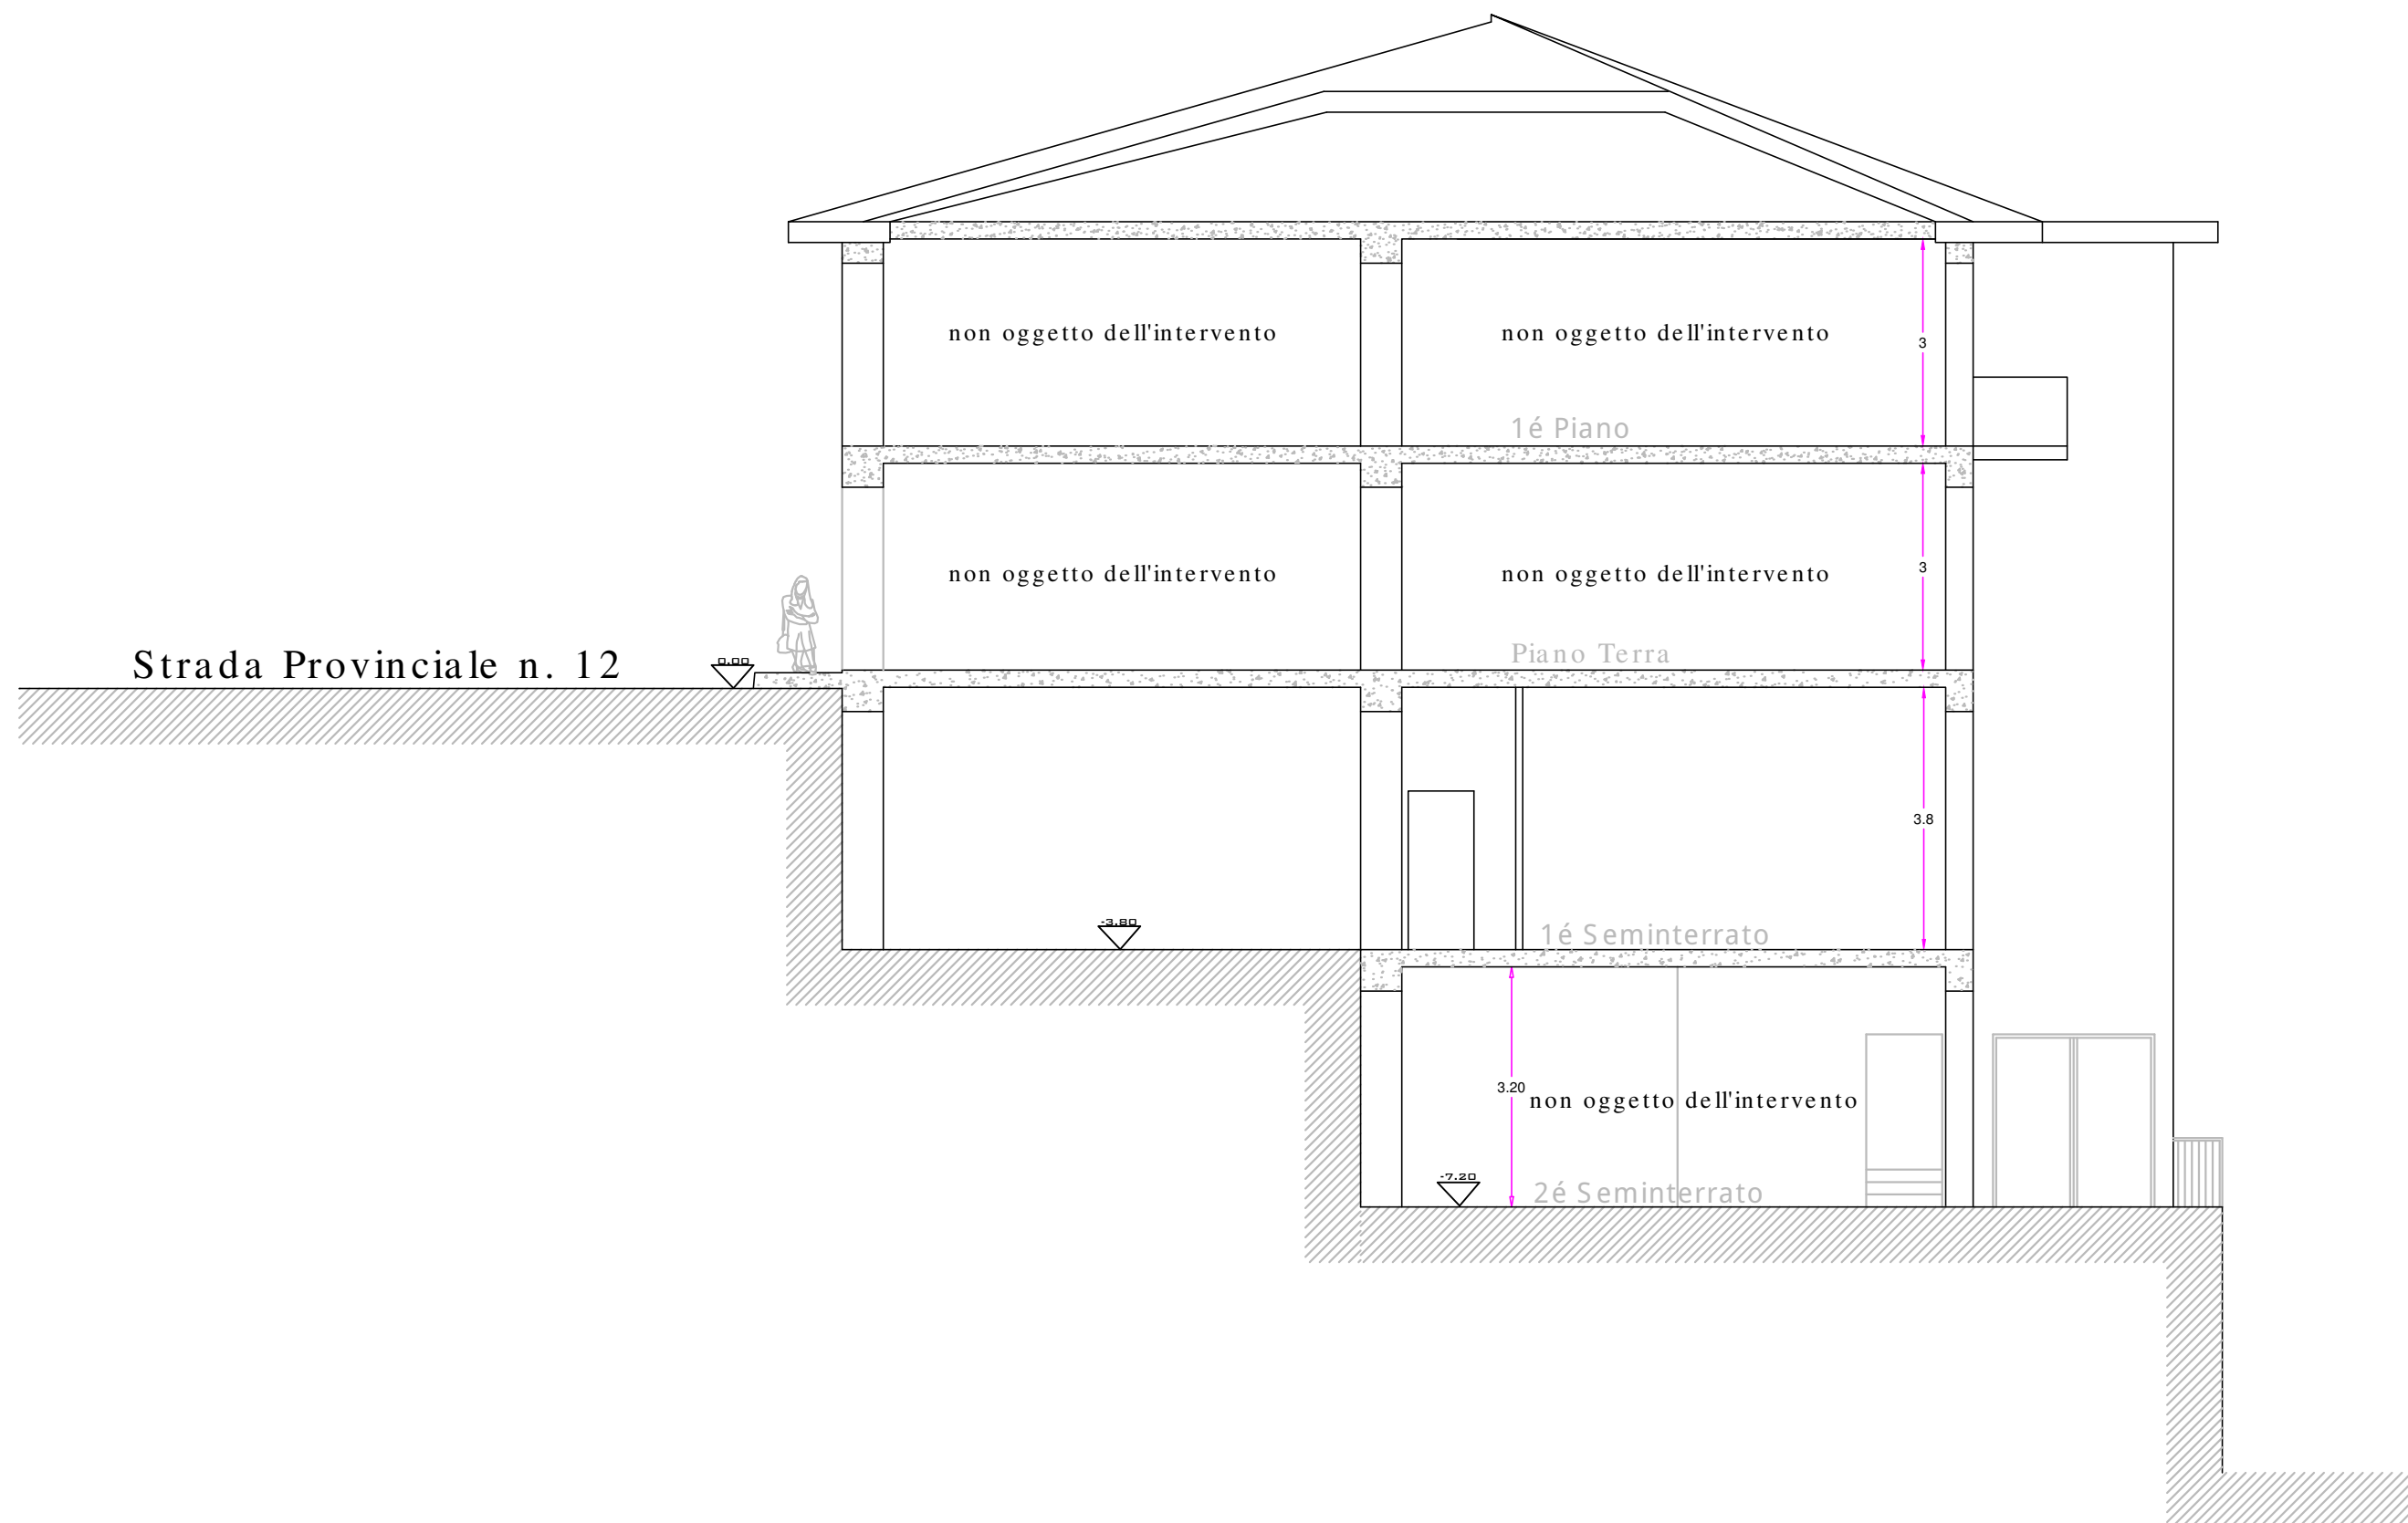 non oggetto dell'intervento
non oggetto dell'intervento
3
1é Piano
non oggetto dell'intervento
non oggetto dell'intervento
3
Strada Provinciale n. 12
0.00
Piano Terra
3.8
-3.80
1é Seminterrato
3.20
non oggetto dell'intervento
-7.20
2é Seminterrato